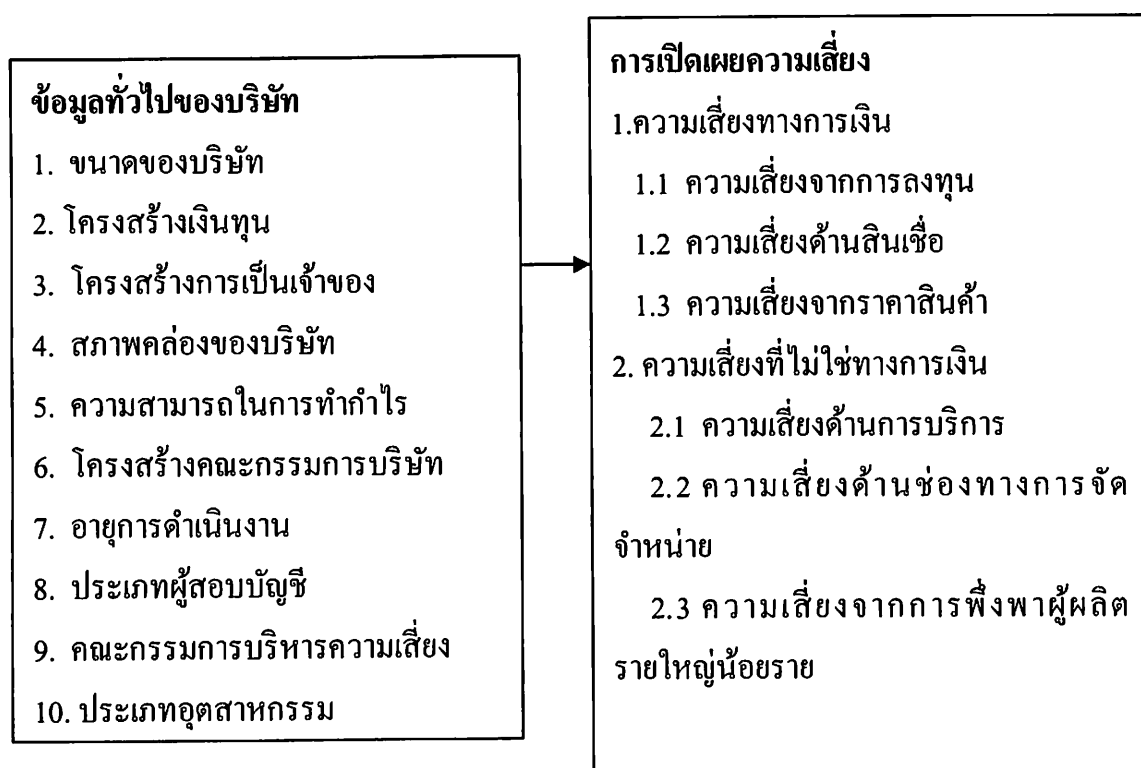 ข้อมูลทั่วไปของบริษัท
1. ขนาดของบริษัท
2. โครงสร้างเงินทุน
3. โครงสร้างการเป็นเจ้าของ
4. สภาพคล่องของบริษัท
5. ความสามารถในการทำกำไร
6. โครงสร้างคณะกรรมการบริษัท
7. อายุการดำเนินงาน
8. ประเภทผู้สอบบัญชี
9. คณะกรรมการบริหารความเสี่ยง
10. ประเภทอุตสาหกรรม
การเปิดเผยความเสี่ยง
1.ความเสี่ยงทางการเงิน
1.1 ความเสี่ยงจากการลงทุน
1.2 ความเสี่ยงด้านสินเชื่อ
1.3 ความเสี่ยงจากราคาสินค้า
2. ความเสี่ยงที่ไม่ใช่ทางการเงิน
2.1 ความเสี่ยงด้านการบริการ
2.2 ความเสี่ยงด้านช่องทางการจัด
จำหน่าย
2.3 ความเสี่ยงจากการพึ่งพาผู้ผลิต
รายใหญ่น้อยราย